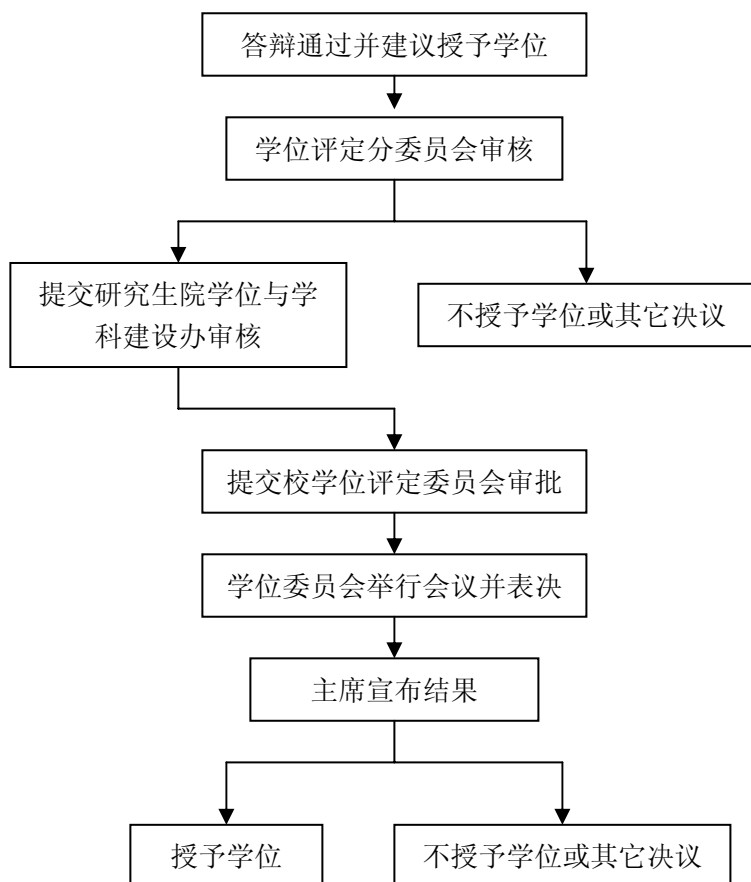 答辩通过并建议授予学位
学位评定分委员会审核
提交研究生院学位与学
科建设办审核
不授予学位或其它决议
提交校学位评定委员会审批
学位委员会举行会议并表决
主席宣布结果
授予学位
不授予学位或其它决议